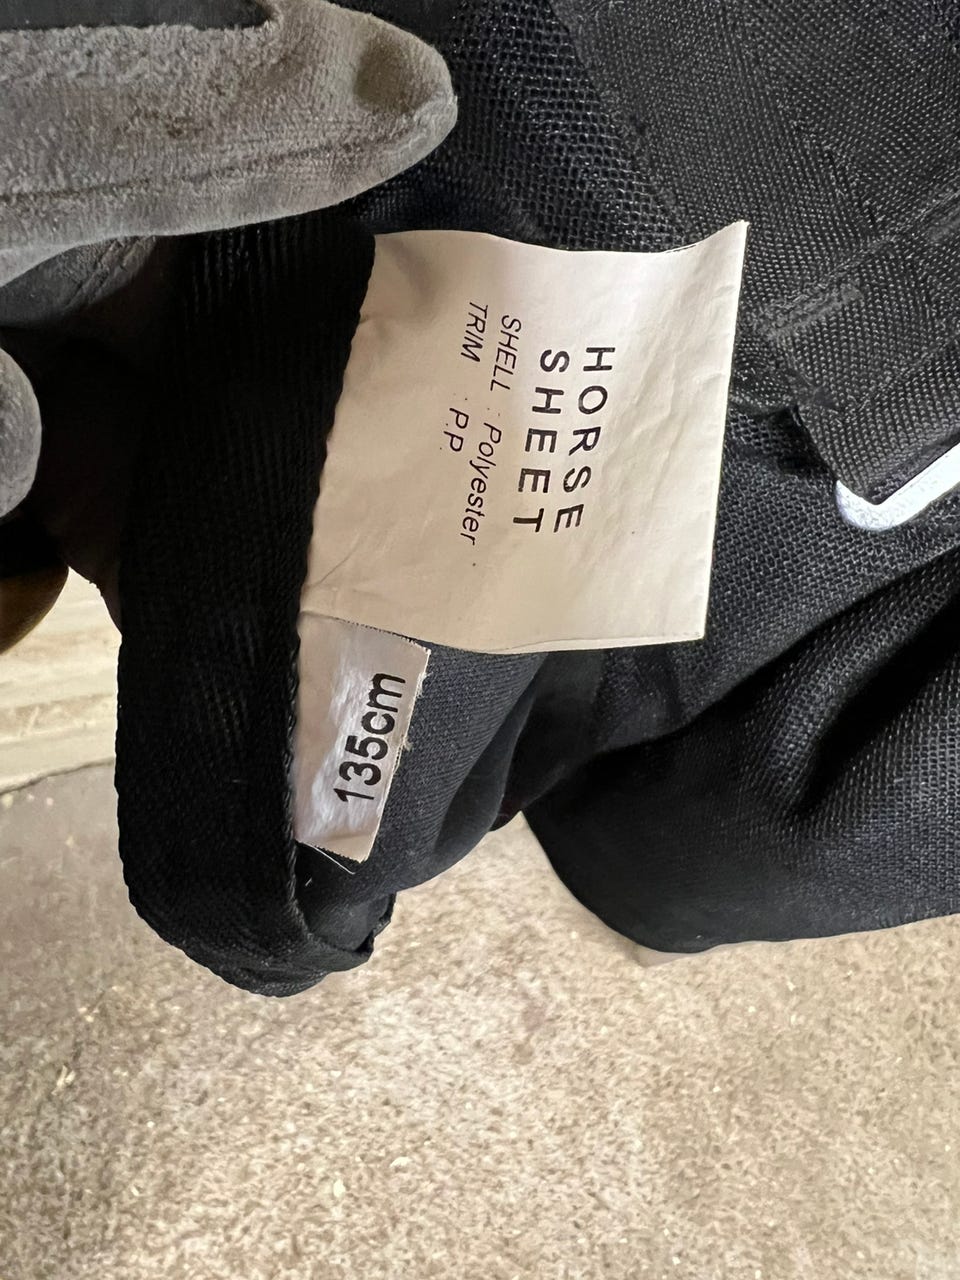 HORSE
SHEET
SHELL : Polyester
TRIM : P.P
135cm